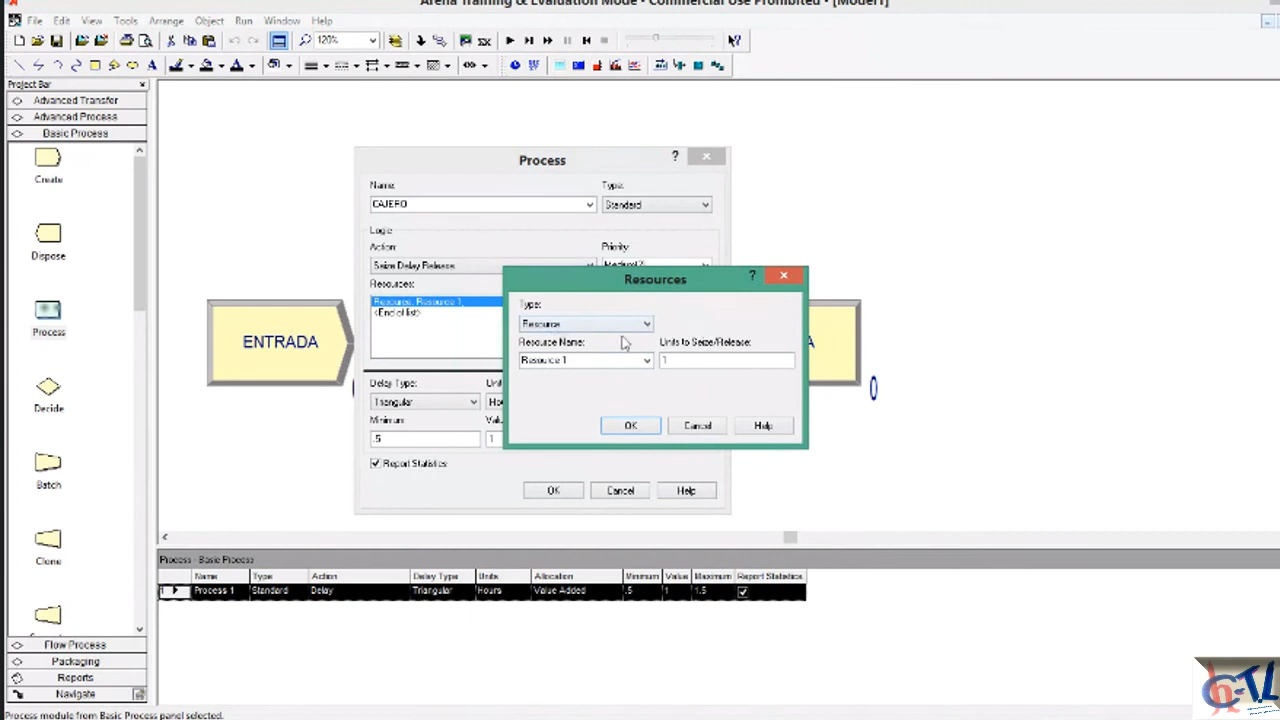 Arena Training & Evaluation Mode - Commercial Use Prohibited - [Model1]
File Edit View Tools Arrange Object Run Window Help
120%
Project Bar
Advanced Transfer
Advanced Process
Basic Process
Create
Dispose
Process
Decide
Batch
Clone
Flow Process
Packaging
Reports
Navigate
ENTRADA
A
0
Process
?
Name: Type:
CAJERO Standard
Logic
Action: Priority:
Seize Delay Release Medium(2)
Resources:
Resource, Resource 1,
<End of list>
Delay Type:
Triangular
Minimum:
.5 1
Report Statistics
OK Cancel Help
Resources
?
Type:
Resource
Resource Name: Units to Seize/Release:
Resource 1 1
OK Cancel Help
Process - Basic Process
Name Type Action Delay Type Units Allocation Minimum Value Maximum Report Statistics
1 Process 1 Standard Delay Triangular Hours Value Added .5 1 1.5
Process module from Basic Process panel selected.